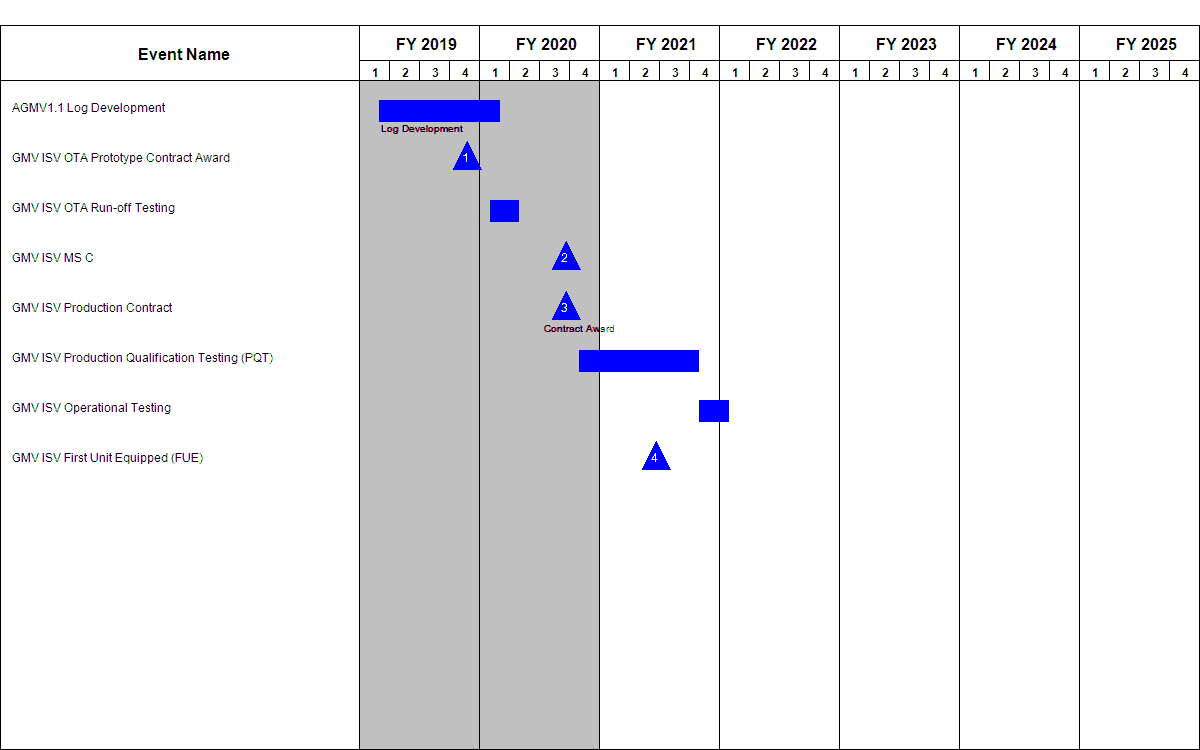 Event Name FY 2019 FY 2020 FY 2021 FY 2022 FY 2023 FY 2024 FY 2025
1 2 3 4 1 2 3 4 1 2 3 4 1 2 3 4 1 2 3 4 1 2 3 4 1 2 3 4
AGMV1.1 Log Development
Log Development
GMV ISV OTA Prototype Contract Award 1
GMV ISV OTA Run-off Testing
GMV ISV MS C 2
GMV ISV Production Contract 3
Contract Award
GMV ISV Production Qualification Testing (PQT)
GMV ISV Operational Testing
GMV ISV First Unit Equipped (FUE) 4